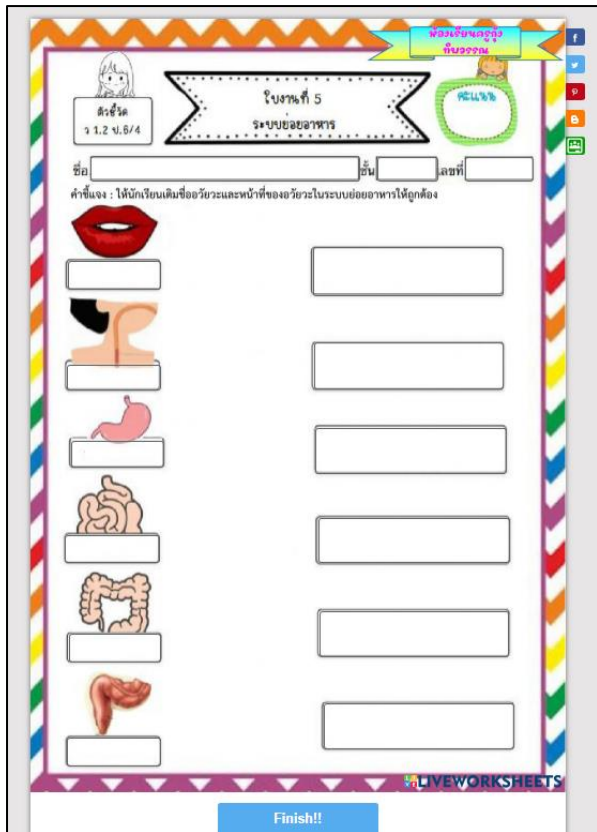 ห้องเรียนครูกุ้ง
ทิพวรรณ
ตัวชี้วัด
ว 1.2 ป.6/4
ใบงานที่ 5
ระบบย่อยอาหาร
คะแนน
ชื่อ ชั้น เลขที่
คำชี้แจง : ให้นักเรียนเติมชื่ออวัยวะและหน้าที่ของอวัยวะในระบบย่อยอาหารให้ถูกต้อง
LIVEWORKSHEETS
Finish!!